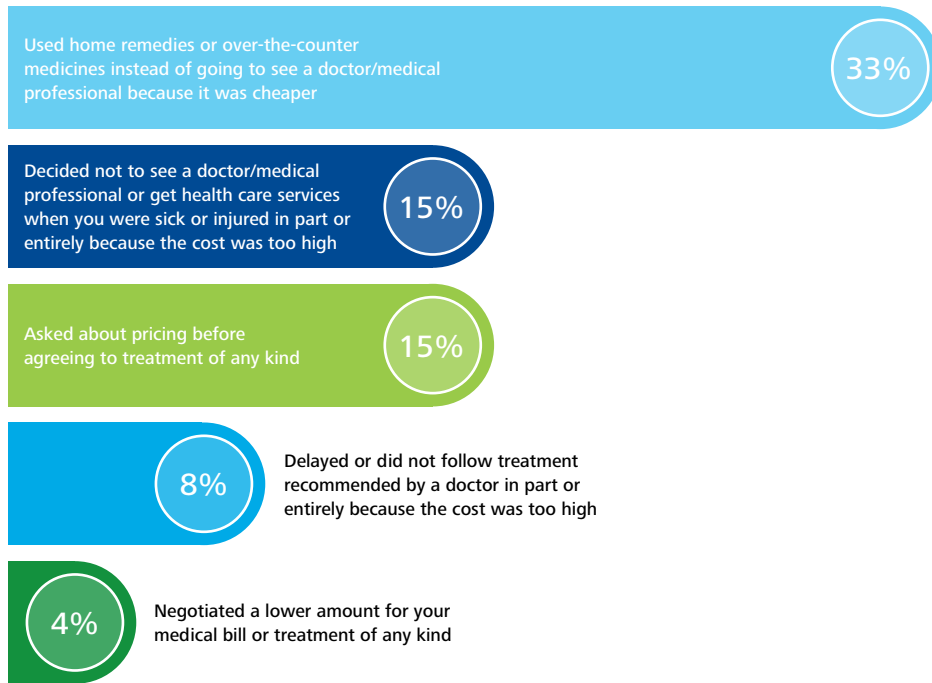 Used home remedies or over-the-counter
medicines instead of going to see a doctor/medical
professional because it was cheaper
33%
Decided not to see a doctor/medical
professional or get health care services
when you were sick or injured in part or
entirely because the cost was too high
15%
Asked about pricing before
agreeing to treatment of any kind
15%
8%
Delayed or did not follow treatment
recommended by a doctor in part or
entirely because the cost was too high
4%
Negotiated a lower amount for your
medical bill or treatment of any kind